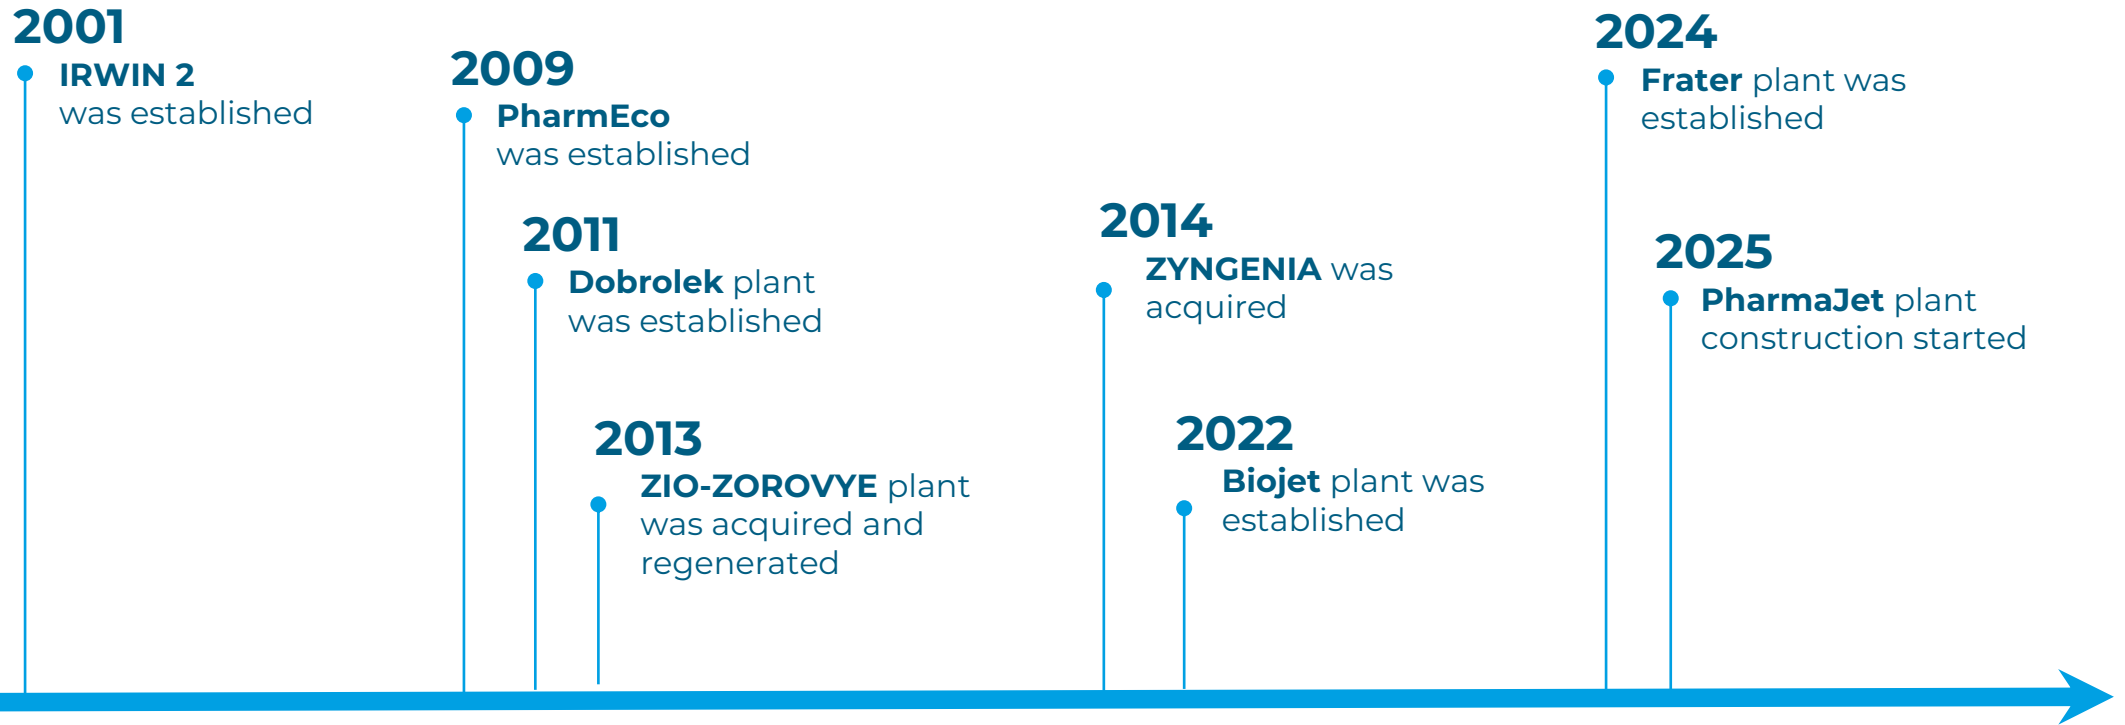 2001
IRWIN 2
was established
2009
PharmEco
was established
2011
Dobrolek plant
was established
2013
ZIO-ZOROVYE plant
was acquired and
regenerated
2014
ZYNGENIA was
acquired
2022
Biojet plant was
established
2024
Frater plant was
established
2025
PharmaJet plant
construction started